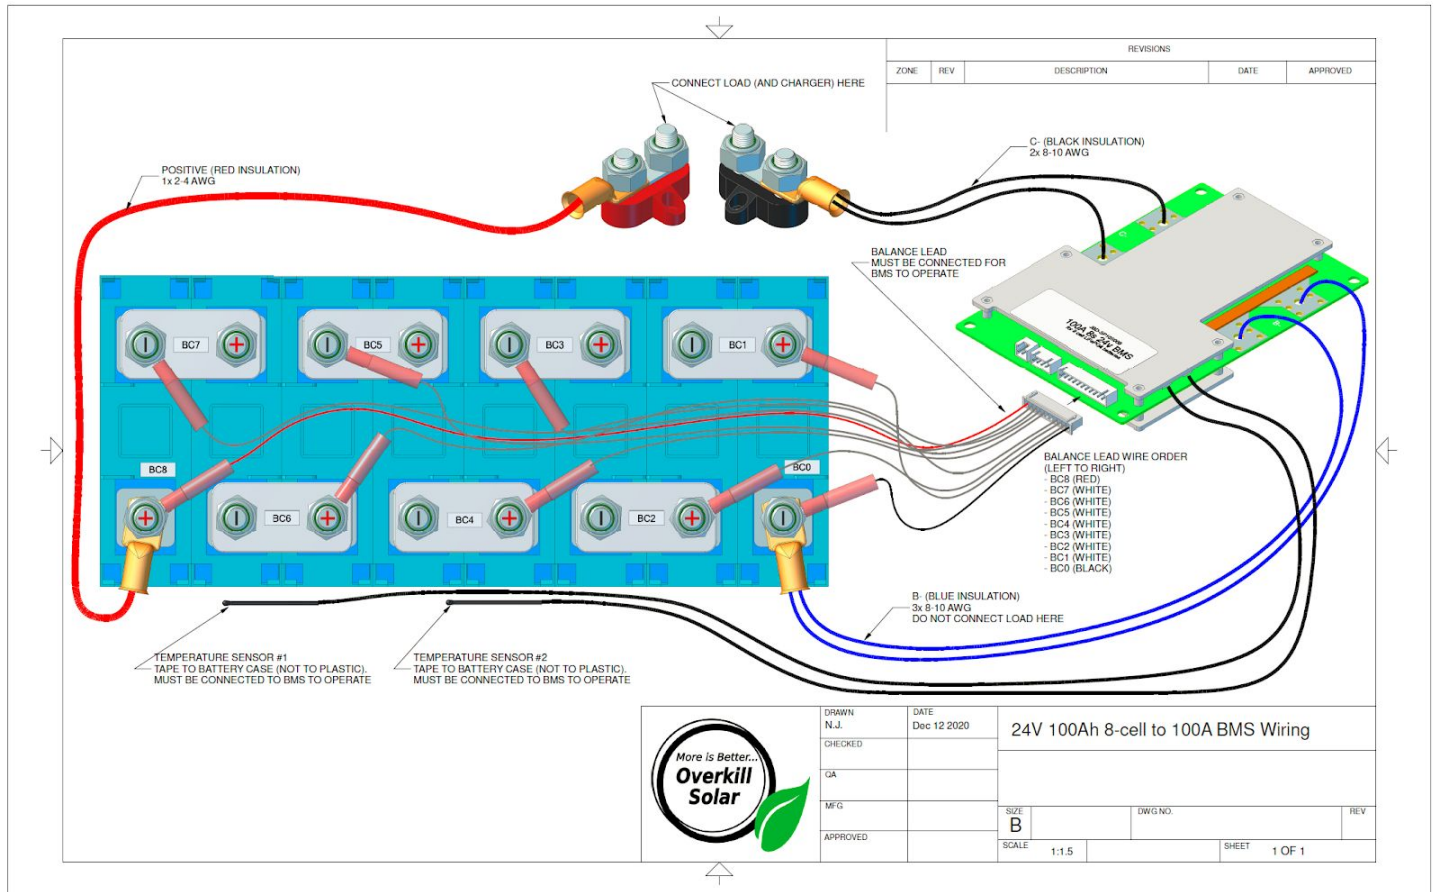 REVISIONS
ZONE REV DESCRIPTION DATE APPROVED
CONNECT LOAD (AND CHARGER) HERE
C- (BLACK INSULATION)
2x 8-10 AWG
POSITIVE (RED INSULATION)
1x 2-4 AWG
BALANCE LEAD
MUST BE CONNECTED FOR
BMS TO OPERATE
100A 8s 24v BMS
BC7
BC5
BC3
BC1
BC8
BC0
BC6
BC4
BC2
BALANCE LEAD WIRE ORDER
(LEFT TO RIGHT)
- BC8 (RED)
- BC7 (WHITE)
- BC6 (WHITE)
- BC5 (WHITE)
- BC4 (WHITE)
- BC3 (WHITE)
- BC2 (WHITE)
- BC1 (WHITE)
- BC0 (BLACK)
B- (BLUE INSULATION)
3x 8-10 AWG
DO NOT CONNECT LOAD HERE
TEMPERATURE SENSOR #1
TAPE TO BATTERY CASE (NOT TO PLASTIC).
MUST BE CONNECTED TO BMS TO OPERATE
TEMPERATURE SENSOR #2
TAPE TO BATTERY CASE (NOT TO PLASTIC).
MUST BE CONNECTED TO BMS TO OPERATE
More is Better...
Overkill
Solar
DRAWN
N.J.
DATE
Dec 12 2020
CHECKED
QA
MFG
APPROVED
24V 100Ah 8-cell to 100A BMS Wiring
SIZE
B
DWG NO.
REV
SCALE 1:1.5
SHEET 1 OF 1